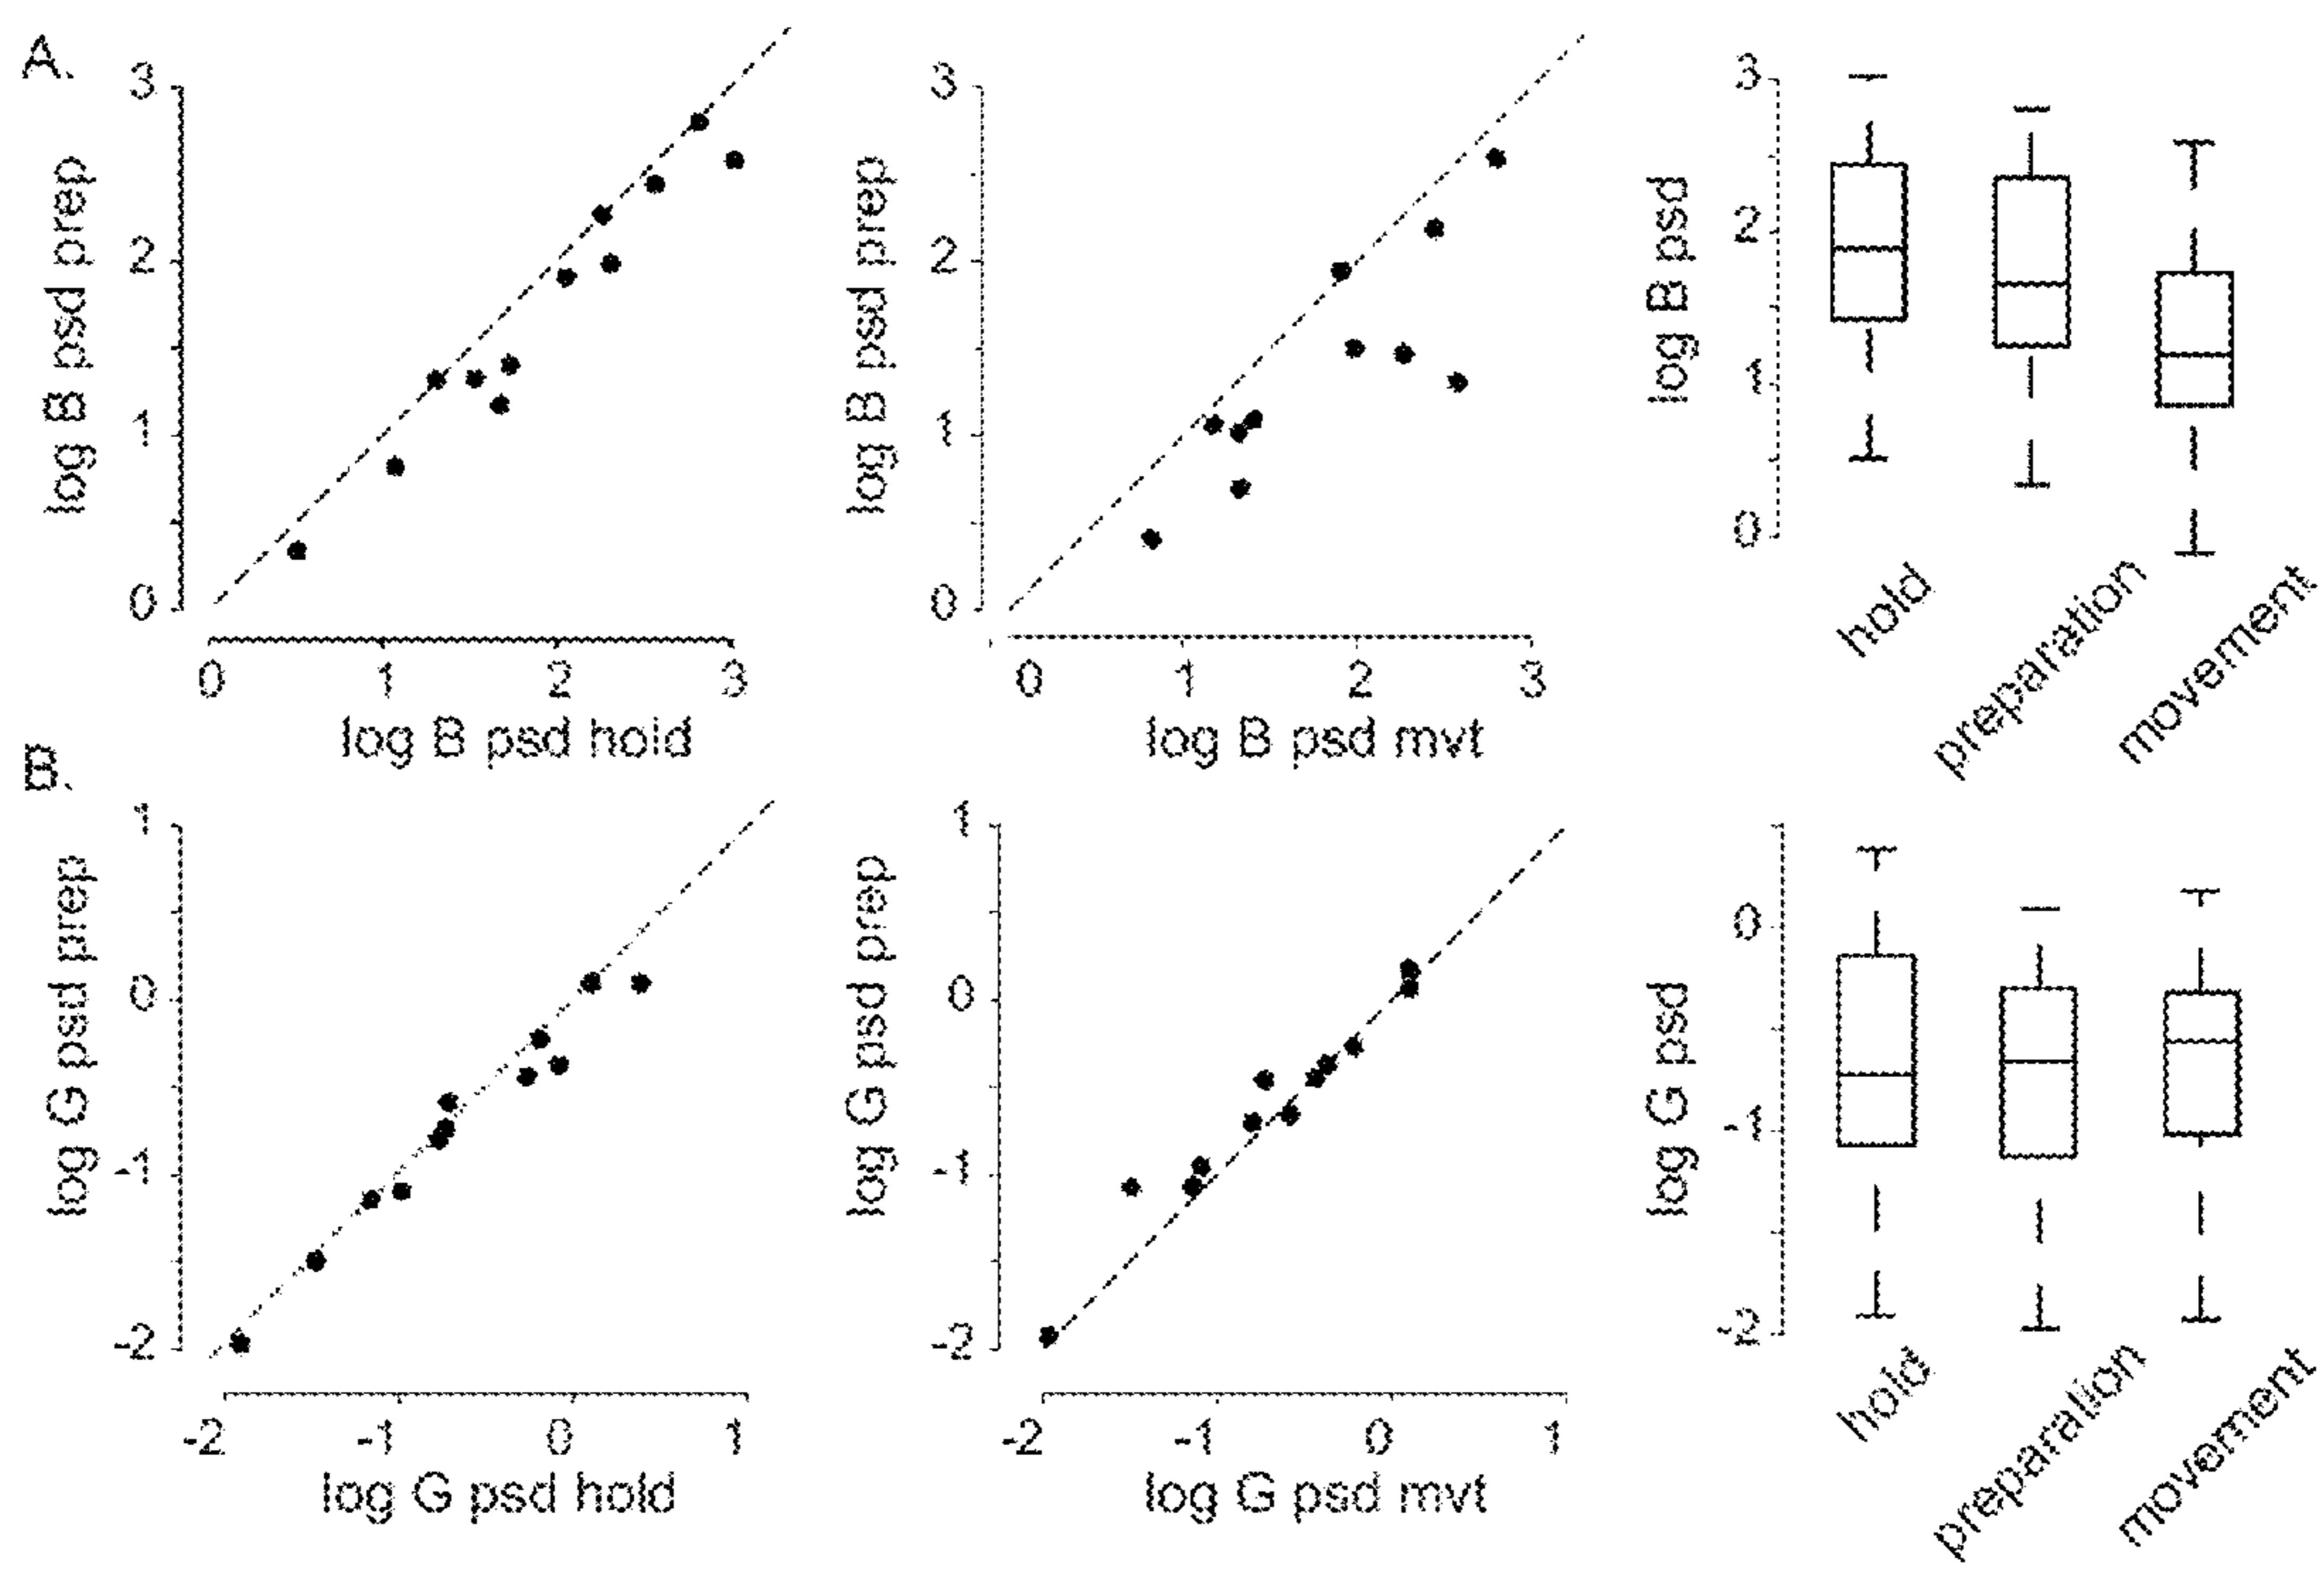 A.
3
2
1
0
log B psd prep
0 1 2 3
log B psd hold
3
2
1
0
log B psd prep
0 1 2 3
log B psd mvt
3
2
1
0
log B psd
hold
preparation
movement
B.
1
0
-1
-2
log G psd prep
-2 -1 0 1
log G psd hold
1
0
-1
-2
log G psd prep
-2 -1 0 1
log G psd mvt
0
-1
-2
log G psd
hold
preparation
movement